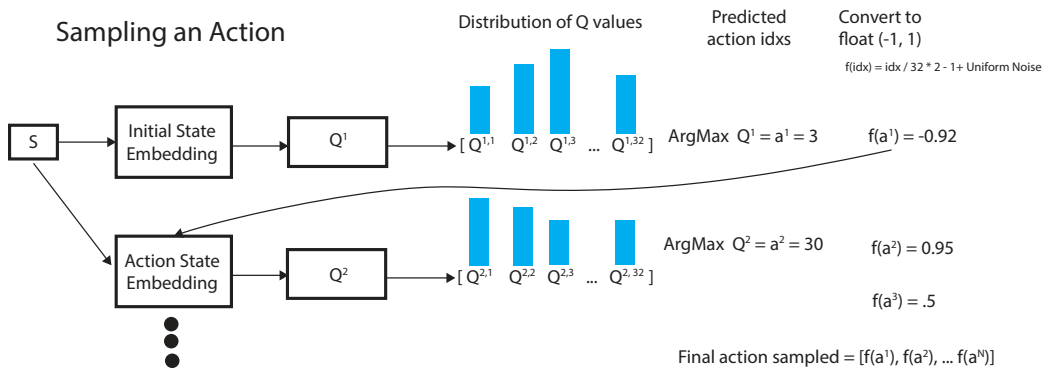 Sampling an Action
Distribution of Q values
Predicted
action idxs
Convert to
float (-1, 1)
f(idx) = idx / 32 * 2 - 1+ Uniform Noise
S
Initial State
Embedding
Q¹
[ Q¹,¹ Q¹,² Q¹,³ ... Q¹,³² ]
ArgMax Q¹ = a¹ = 3
f(a¹) = -0.92
Action State
Embedding
Q²
[ Q²,¹ Q²,² Q²,³ ... Q²,³² ]
ArgMax Q² = a² = 30
f(a²) = 0.95
f(a³) = .5
Final action sampled = [f(a¹), f(a²), ... f(aᴺ)]